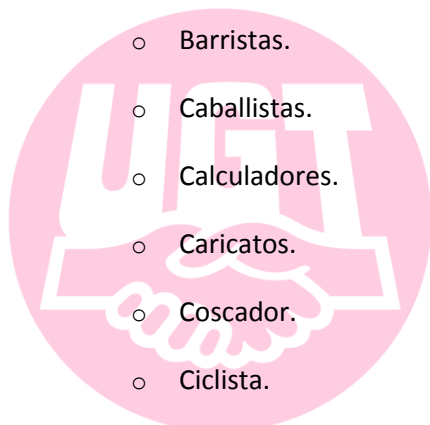 UGT
o Barristas.
o Caballistas.
o Calculadores.
o Caricatos.
o Coscador.
o Ciclista.